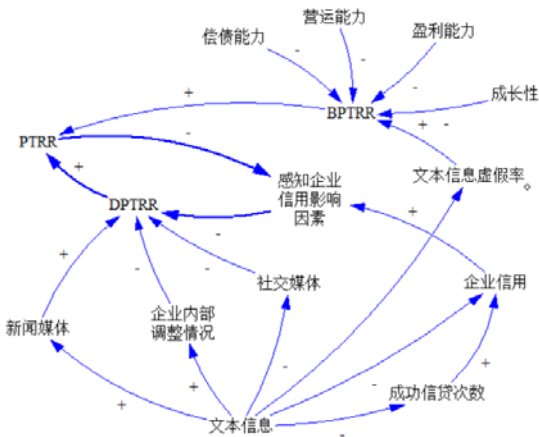 营运能力
偿债能力
盈利能力
-
-
-
成长性
+
BPTRR
-
+
PTRR
-
+
感知企业
信用影响
因素
文本信息虚假率。
DPTRR
+
-
+
-
-
社交媒体
企业信用
企业内部
调整情况
新闻媒体
-
+
+
-
成功信贷次数
+
文本信息
-